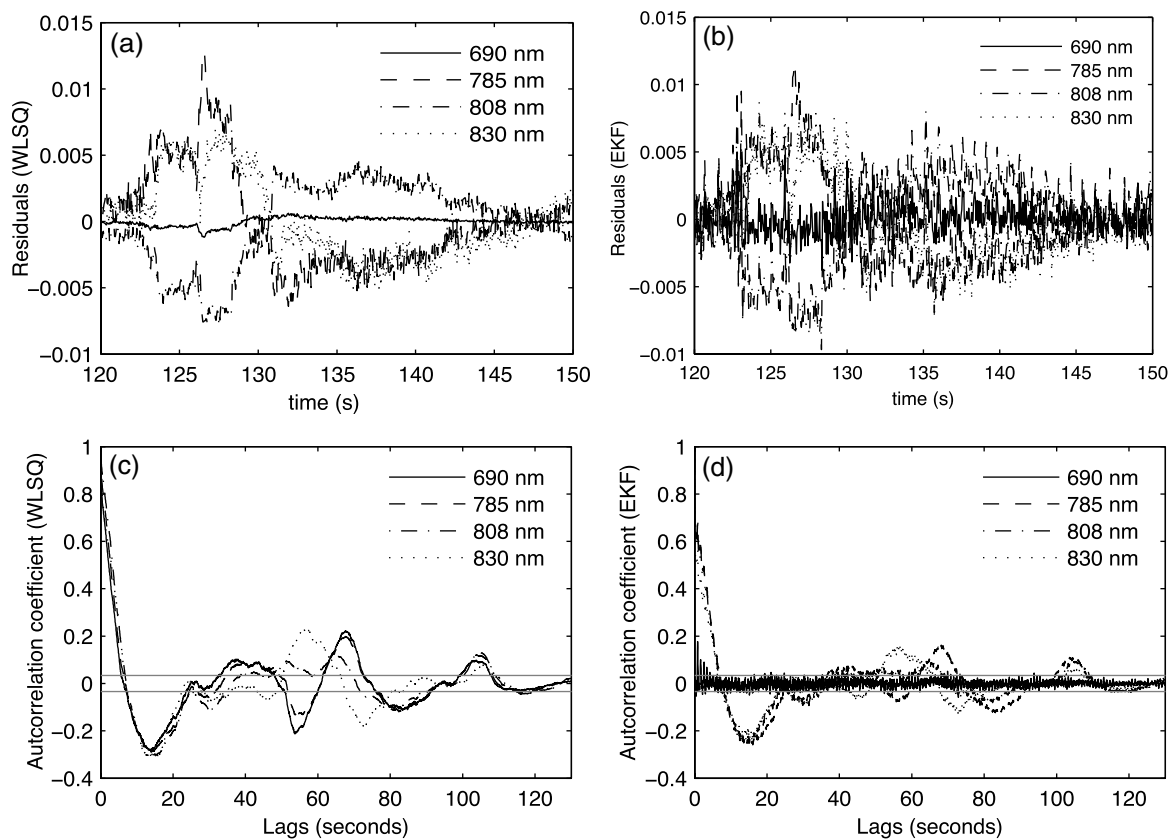 (a)
690 nm
785 nm
808 nm
830 nm
0.015
0.01
0.005
0
−0.005
−0.01
120
125
130
135
140
145
150
Residuals (WLSQ)
time (s)
(b)
690 nm
785 nm
808 nm
830 nm
0.015
0.01
0.005
0
−0.005
−0.01
120
125
130
135
140
145
150
Residuals (EKF)
time (s)
(c)
690 nm
785 nm
808 nm
830 nm
1
0.8
0.6
0.4
0.2
0
−0.2
−0.4
0
20
40
60
80
100
120
Autcorrelation coefficient (WLSQ)
Lags (seconds)
(d)
690 nm
785 nm
808 nm
830 nm
1
0.8
0.6
0.4
0.2
0
−0.2
−0.4
0
20
40
60
80
100
120
Autcorrelation coefficient (EKF)
Lags (seconds)